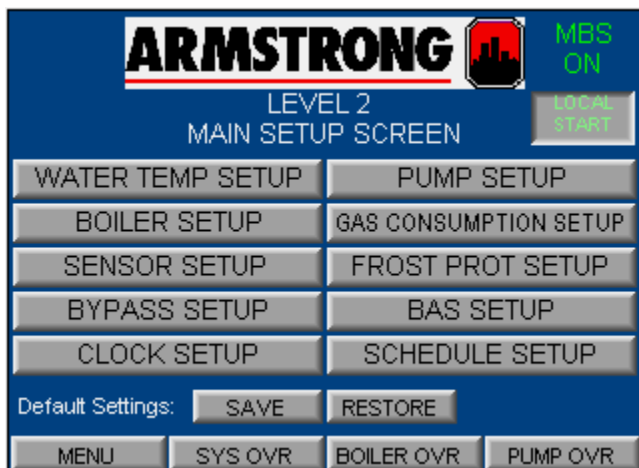 ARMSTRONG
MBS
ON
LEVEL 2
MAIN SETUP SCREEN
LOCAL
START
WATER TEMP SETUP
PUMP SETUP
BOILER SETUP
GAS CONSUMPTION SETUP
SENSOR SETUP
FROST PROT SETUP
BYPASS SETUP
BAS SETUP
CLOCK SETUP
SCHEDULE SETUP
Default Settings:
SAVE
RESTORE
MENU
SYS OVR
BOILER OVR
PUMP OVR